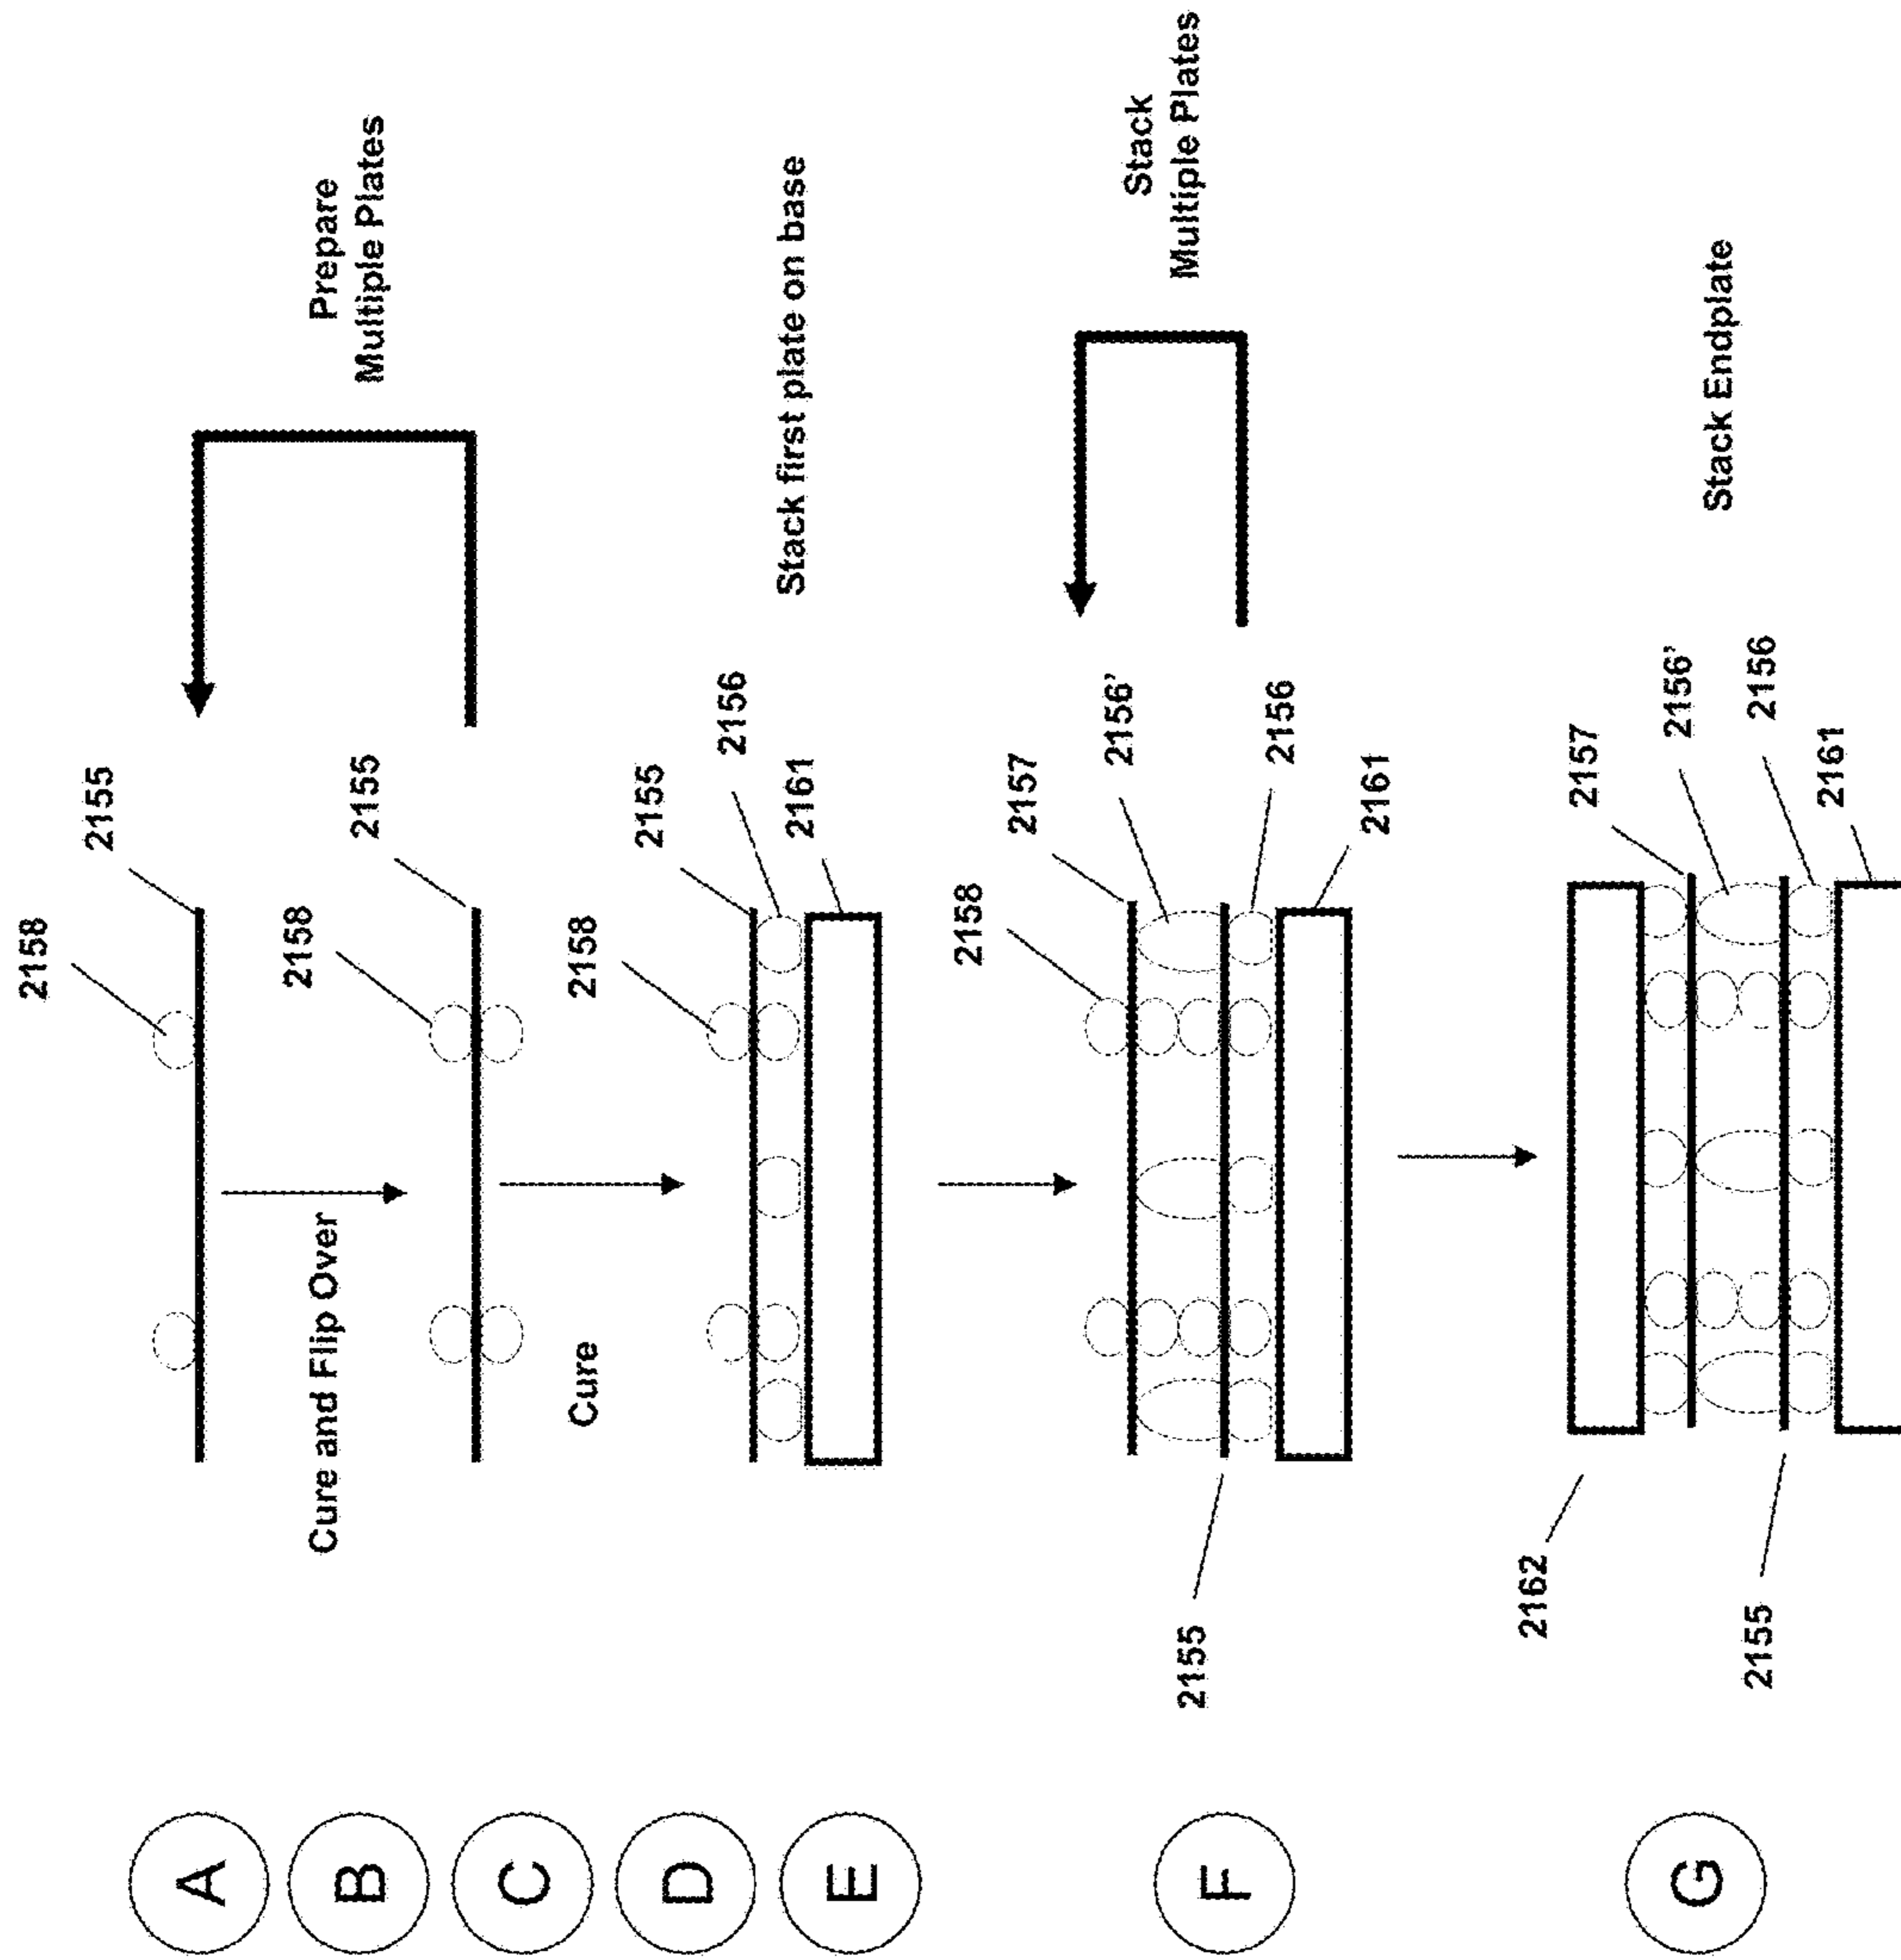 A
2158
2155
Prepare
Multiple Plates
B
Cure and Flip Over
C
2158
2155
D
Cure
E
2158
2155
2156
2161
Stack first plate on base
F
2155
2158
2157
2156'
2156
2161
Stack
Multiple Plates
G
2162
2155
2157
2156'
2156
2161
Stack Endplate